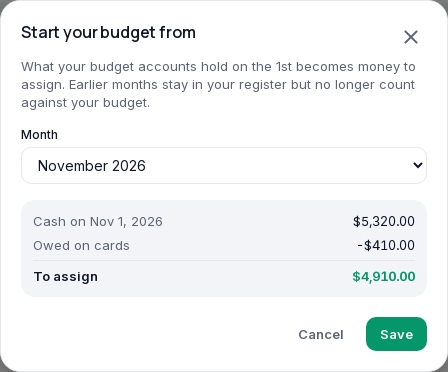 Start your budget from
What your budget accounts hold on the 1st becomes money to
assign. Earlier months stay in your register but no longer count
against your budget.
Month
November 2026
Cash on Nov 1, 2026 $5,320.00
Owed on cards -$410.00
To assign $4,910.00
Cancel Save